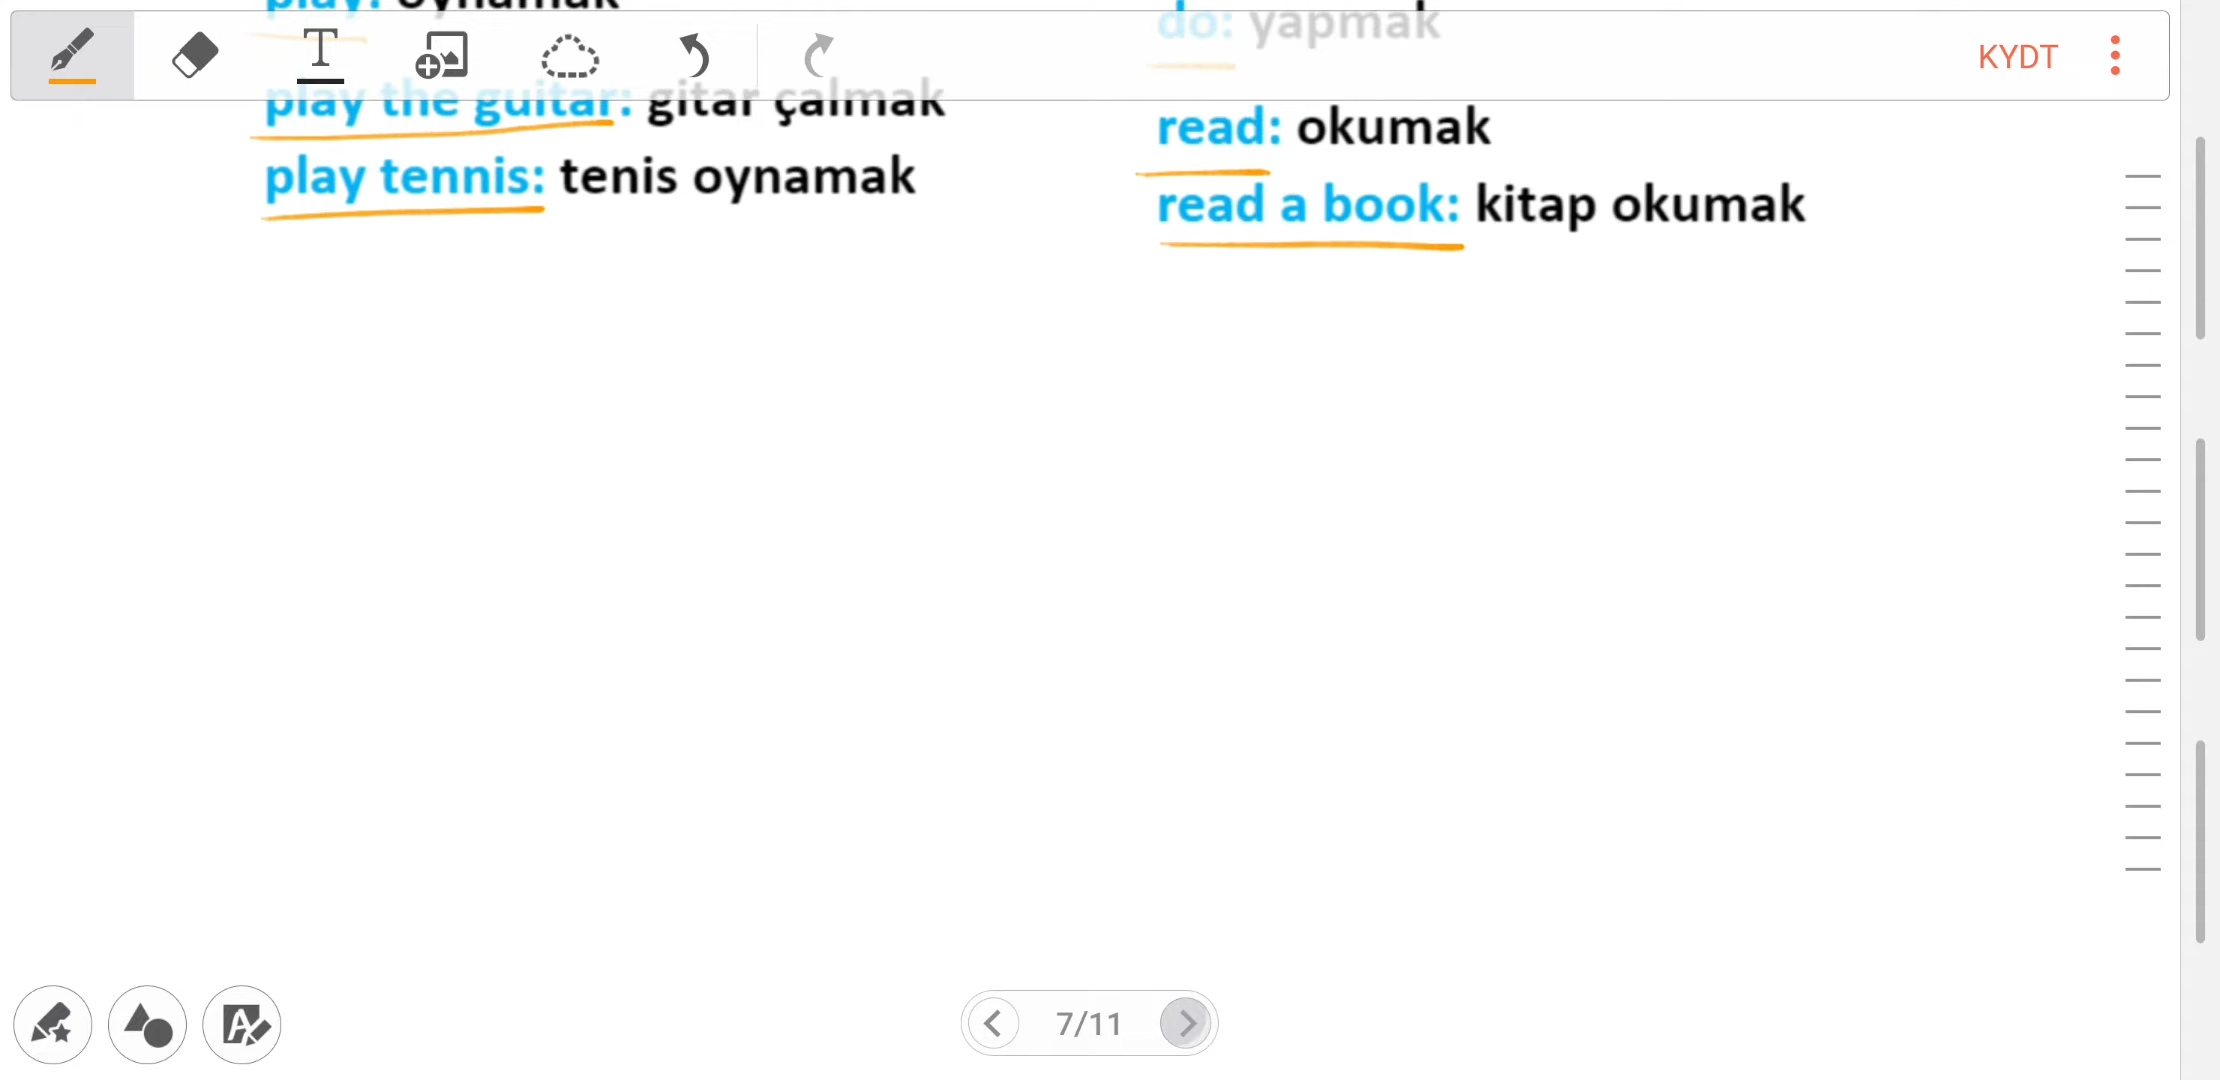 play: oynamak
play the guitar: gitar çalmak
play tennis: tenis oynamak
do: yapmak
read: okumak
read a book: kitap okumak
T
KYDT
A
7/11